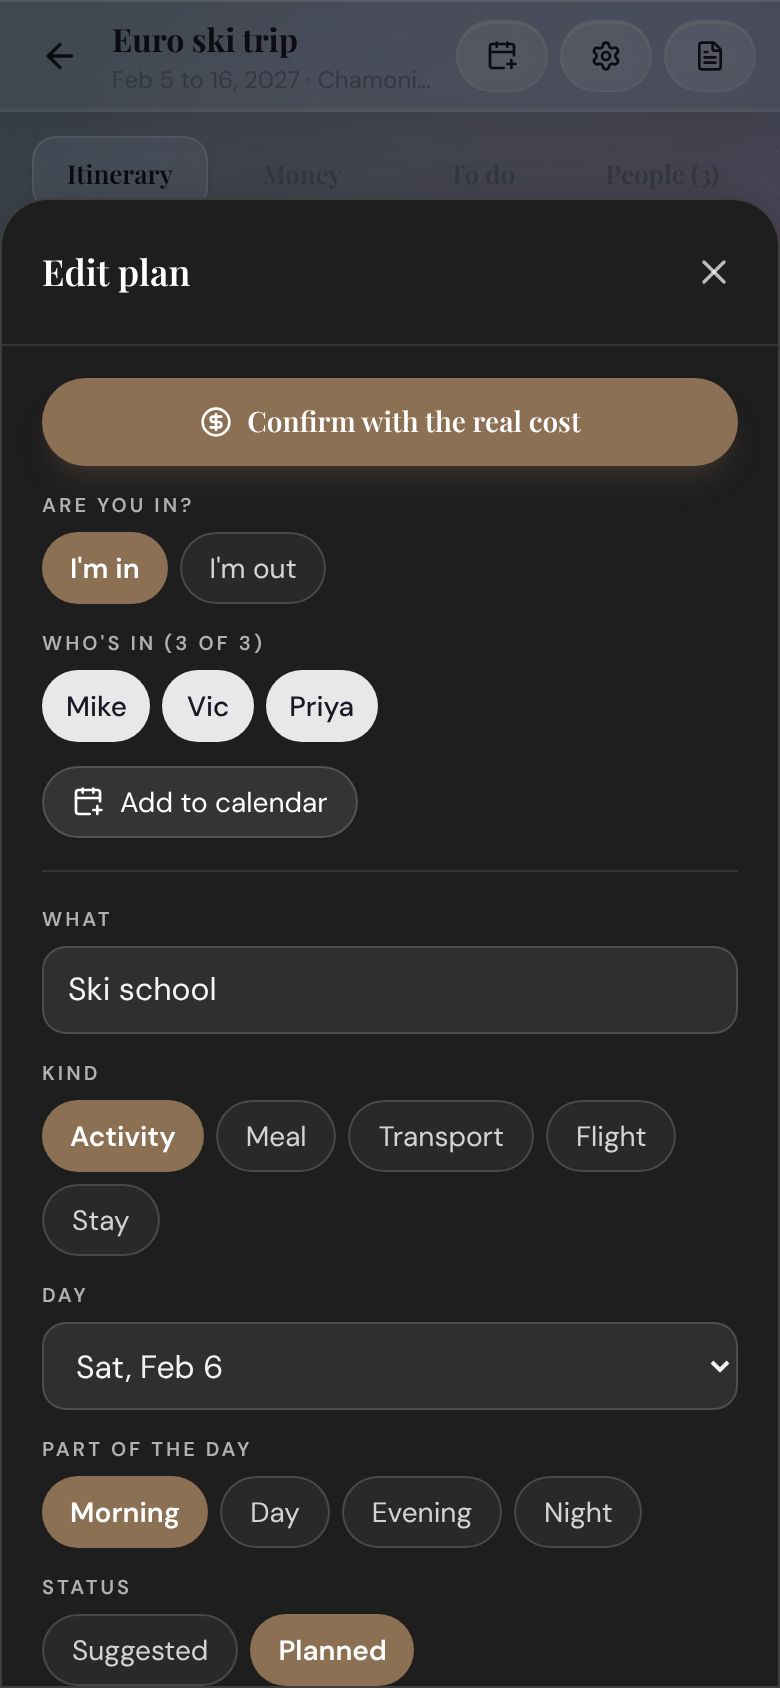 Euro ski trip
Feb 5 to 16, 2027 · Chamoni...
Itinerary Money To do People (3)
Edit plan
Confirm with the real cost
ARE YOU IN?
I'm in I'm out
WHO'S IN (3 OF 3)
Mike Vic Priya
Add to calendar
WHAT
Ski school
KIND
Activity Meal Transport Flight
Stay
DAY
Sat, Feb 6
PART OF THE DAY
Morning Day Evening Night
STATUS
Suggested Planned